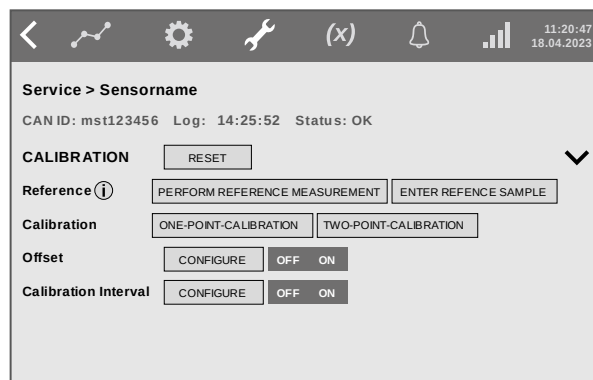 (x)
11:20:47
18.04.2023
Service > Sensorname
CAN ID: mst123456 Log: 14:25:52 Status: OK
CALIBRATION RESET
Reference i PERFORM REFERENCE MEASUREMENT ENTER REFENCE SAMPLE
Calibration ONE-POINT-CALIBRATION TWO-POINT-CALIBRATION
Offset CONFIGURE OFF ON
Calibration Interval CONFIGURE OFF ON